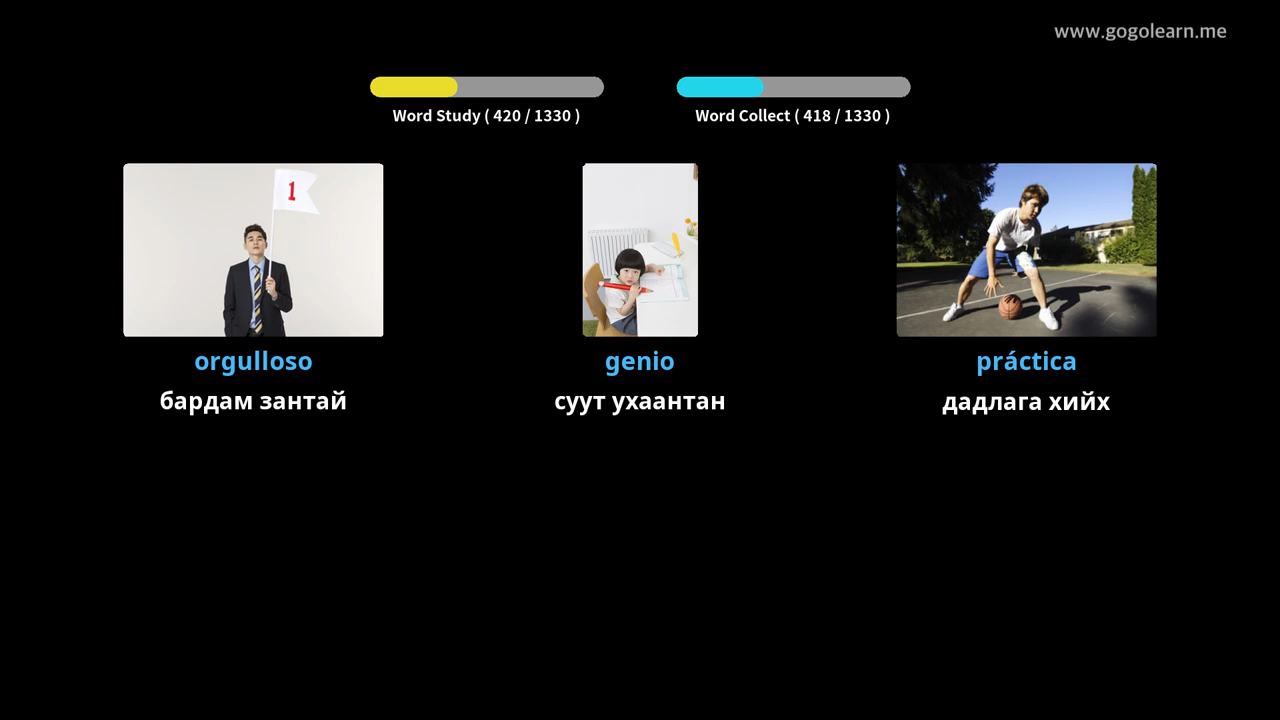 www.gogolearn.me
Word Study ( 420 / 1330 )
Word Collect ( 418 / 1330 )
1
orgulloso
genio
práctica
бардам зантай
суут ухаантан
дадлага хийх